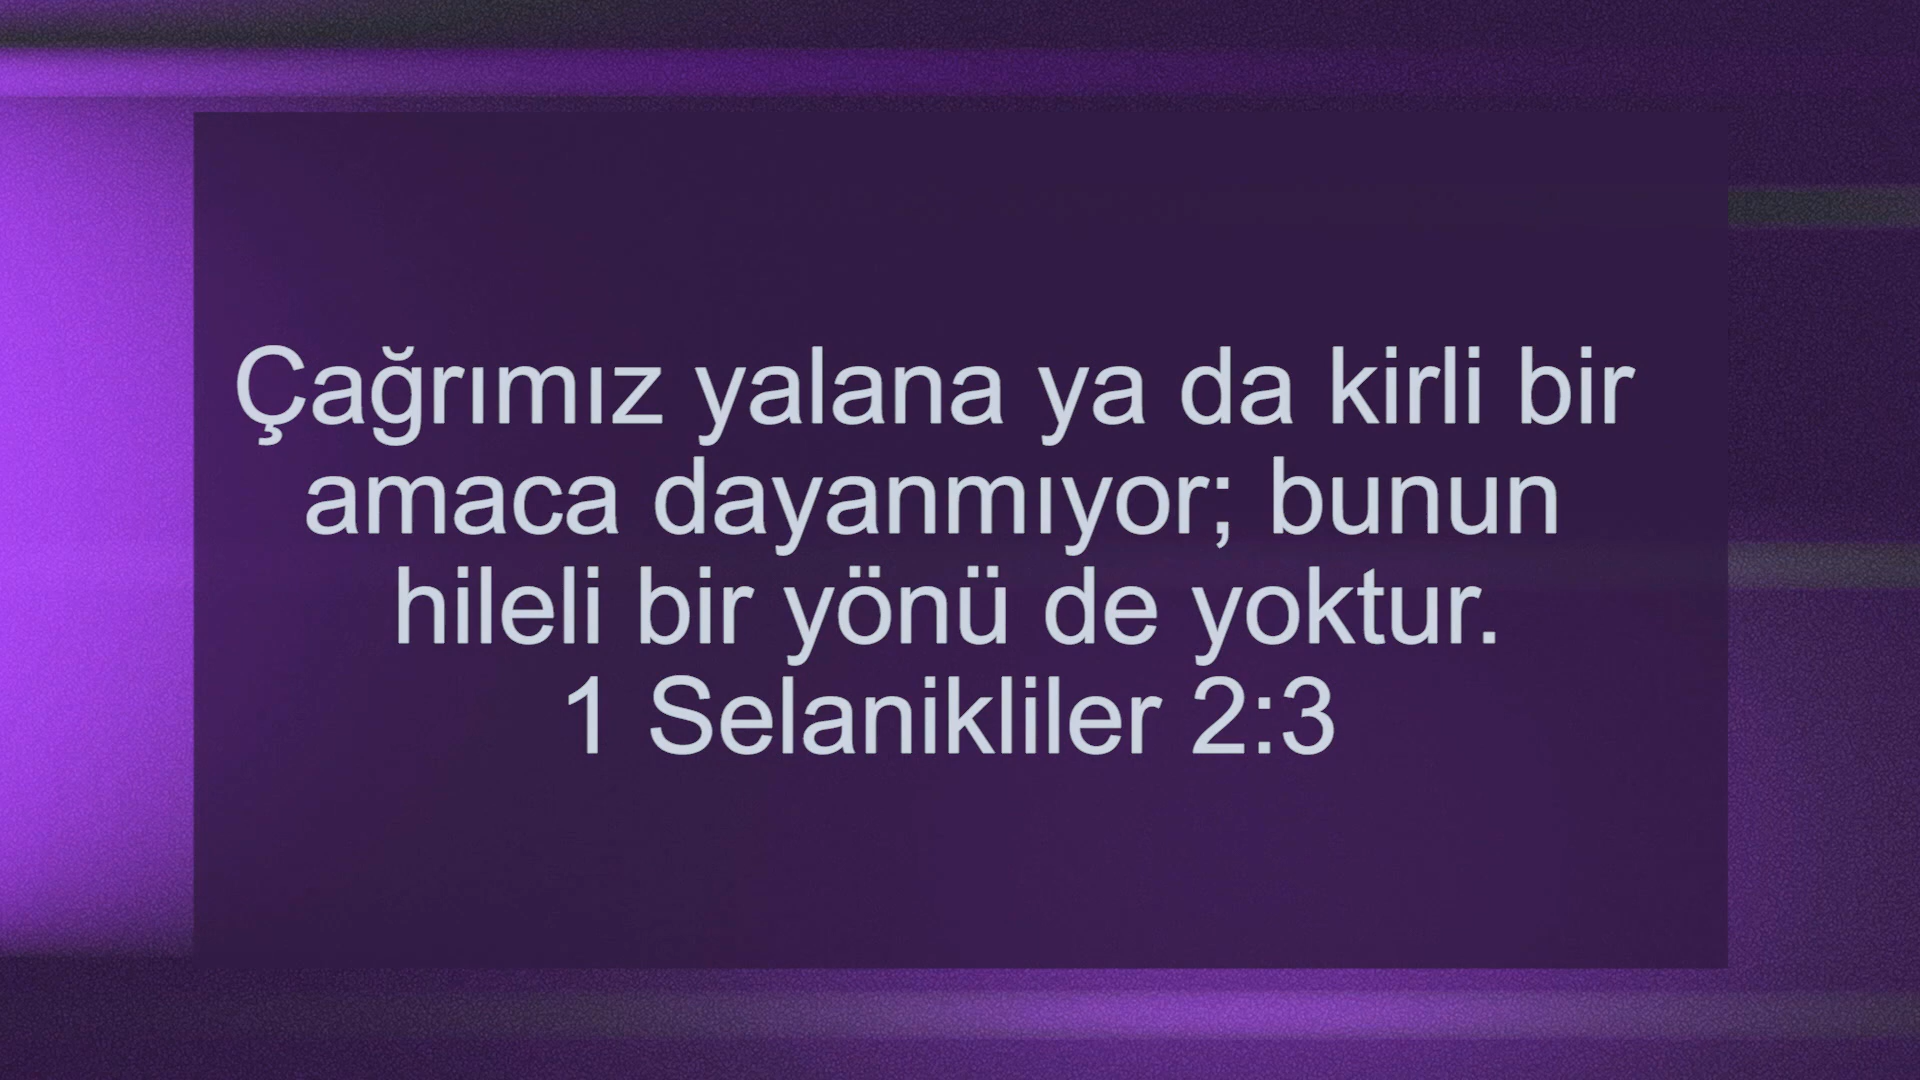 Çağrımız yalana ya da kirli bir
amaca dayanmıyor; bunun
hileli bir yönü de yoktur.
1 Selanikliler 2:3